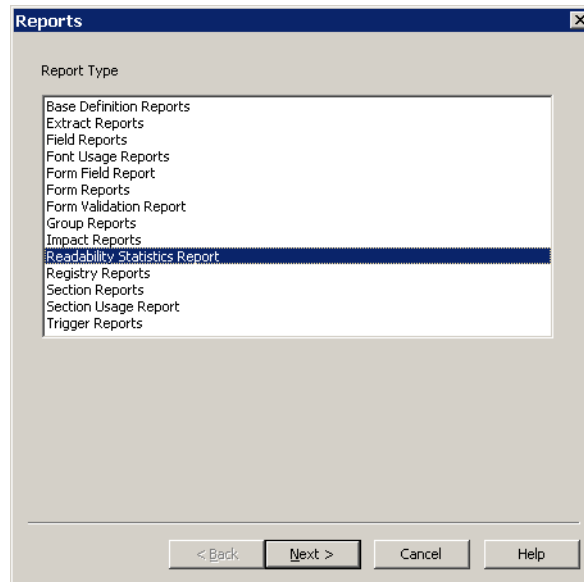 Reports
Report Type
Base Definition Reports
Extract Reports
Field Reports
Font Usage Reports
Form Field Report
Form Reports
Form Validation Report
Group Reports
Impact Reports
Readability Statistics Report
Registry Reports
Section Reports
Section Usage Report
Trigger Reports
< Back Next > Cancel Help